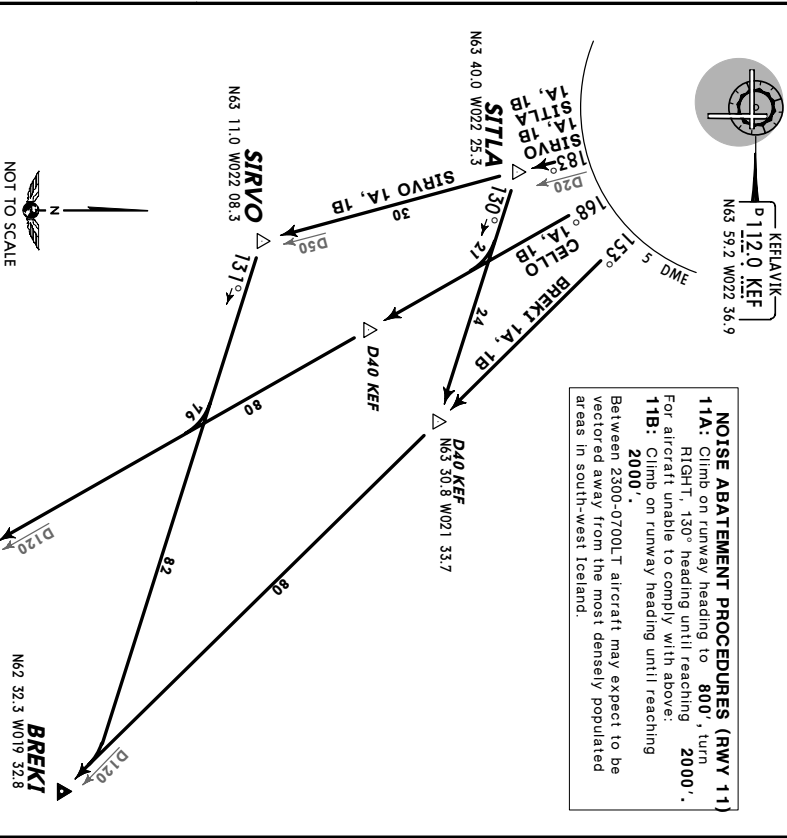 KEFLAVIK
D 112.0 KEF
N63 59.2 W022 36.9
5 DME
NOISE ABATEMENT PROCEDURES (RWY 11)
11A: Climb on runway heading to 800', turn
RIGHT, 130° heading until reaching 2000'.
For aircraft unable to comply with above:
11B: Climb on runway heading until reaching
2000'.
Between 2300-0700LT aircraft may expect to be
vectored away from the most densely populated
areas in south-west Iceland.
183°
SIRVO
1A, 1B
SITLA
1A, 1B
D20
168°
CELLO
1A, 1B
153°
BREKI 1A, 1B
SITLA
N63 40.0 W022 25.3
130°
21
24
SIRVO 1A, 1B
30
D50
SIRVO
N63 11.0 W022 08.3
131°
D40 KEF
D40 KEF
N63 30.8 W021 33.7
76
80
82
80
D120
D120
BREKI
N62 32.3 W019 32.8
N
NOT TO SCALE